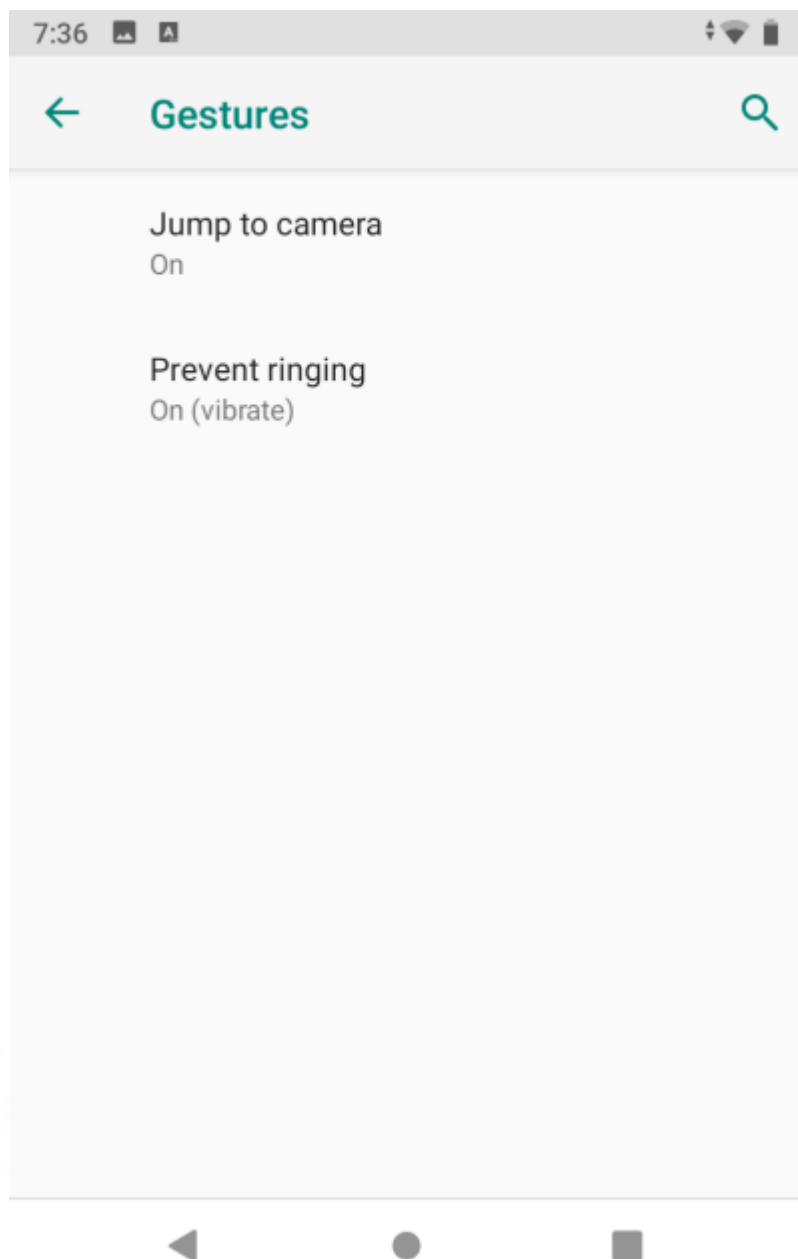 7:36
Gestures
Jump to camera
On
Prevent ringing
On (vibrate)